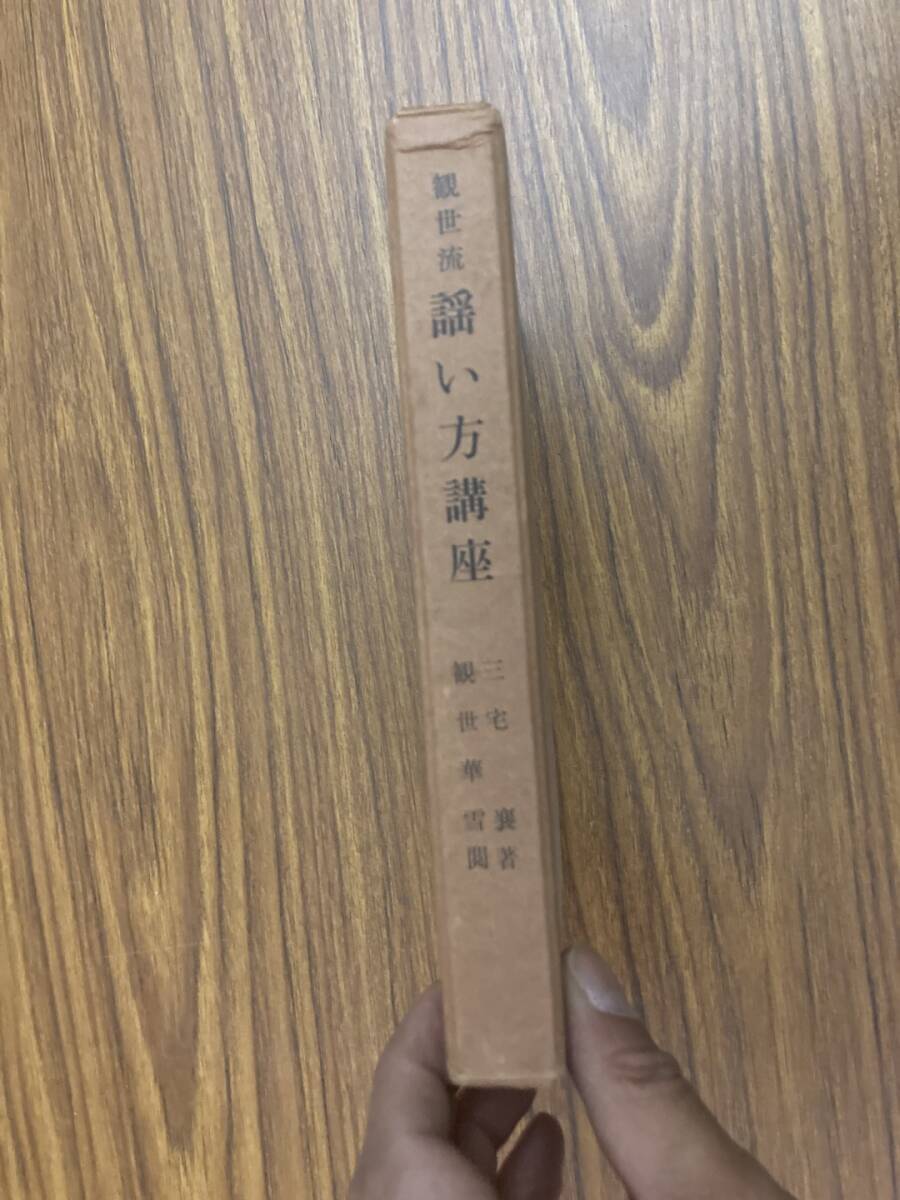 観世流 謡い方講座
三宅襄著
観世華雪閲